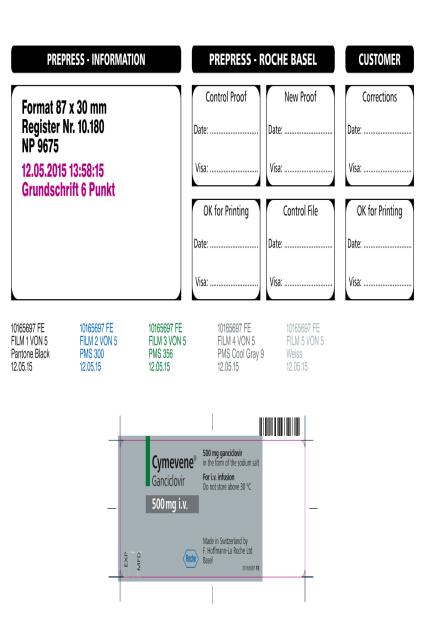 PREPRESS - INFORMATION
PREPRESS - ROCHE BASEL
CUSTOMER
Format 87 x 30 mm
Register Nr. 10.180
NP 9675
12.05.2015 13:58:15
Grundschrift 6 Punkt
Control Proof
Date: ........................
Visa: ........................
New Proof
Date: ........................
Visa: ........................
Corrections
Date: ........................
Visa: ........................
OK for Printing
Date: ........................
Visa: ........................
Control File
Date: ........................
Visa: ........................
OK for Printing
Date: ........................
Visa: ........................
10165697 FE
FILM 1 VON 5
Pantone Black
12.05.15
10165697 FE
FILM 2 VON 5
PMS 300
12.05.15
10165697 FE
FILM 3 VON 5
PMS 356
12.05.15
10165697 FE
FILM 4 VON 5
PMS Cool Gray 9
12.05.15
10165697 FE
FILM 5 VON 5
Weiss
12.05.15
Cymevene®
Ganciclovir
500 mg i.v.
500 mg ganciclovir
in the form of the sodium salt
For i.v. infusion
Do not store above 30 °C
Made in Switzerland by
F. Hoffmann-La Roche Ltd
Basel
Roche
EXP
MFD
10165697 FE